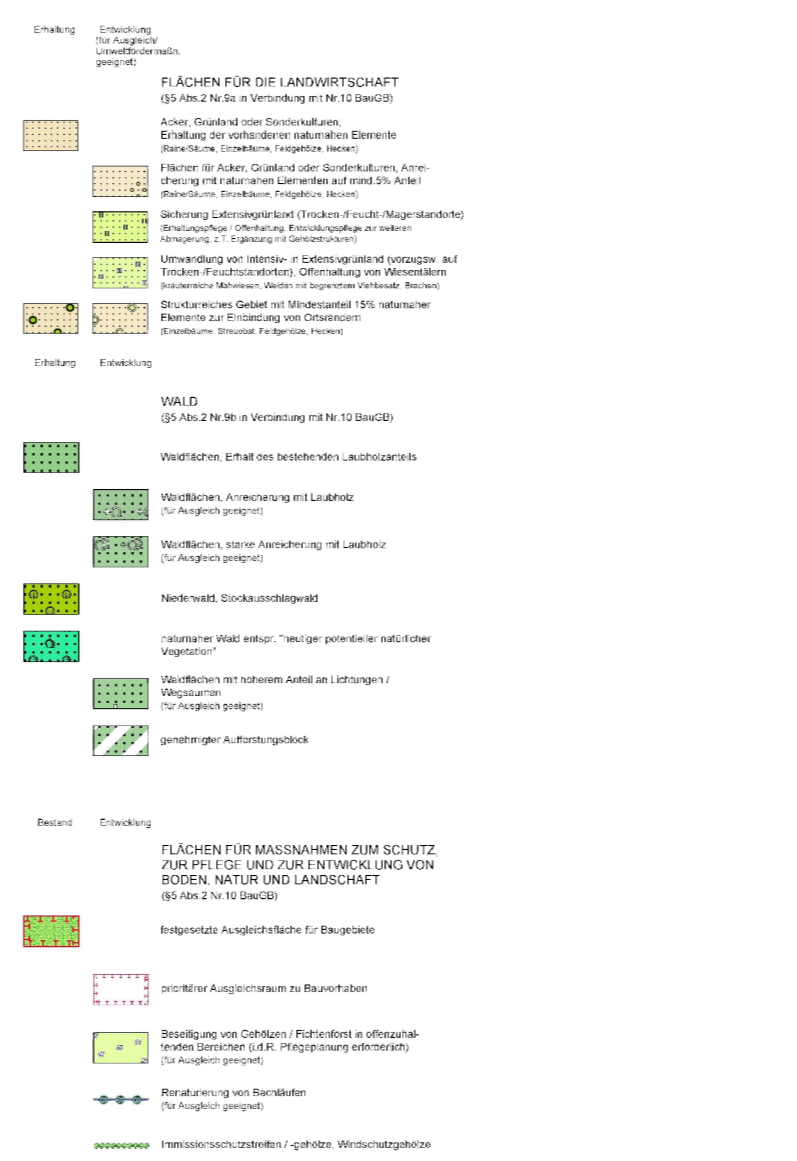 Erhaltung Entwicklung
(für Ausgleich/
Umweltfördermaßn.
geeignet)
FLÄCHEN FÜR DIE LANDWIRTSCHAFT
(§5 Abs.2 Nr.9a in Verbindung mit Nr.10 BauGB)
Acker, Grünland oder Sonderkulturen;
Erhaltung der vorhandenen naturnahen Elemente
(Raine/Säume, Einzelbäume, Feldgehölze, Hecken)
Flächen für Acker, Grünland oder Sonderkulturen, Anrei-
cherung mit naturnahen Elementen auf mind.5% Anteil
(Raine/Säume, Einzelbäume, Feldgehölze, Hecken)
Sicherung Extensivgrünland (Trocken-/Feucht-/Magerstandorte)
(Erhaltungspflege / Offenhaltung, Entwicklungspflege zur weiteren
Abmagerung, z.T. Ergänzung mit Gehölzstrukturen)
Umwandlung von Intensiv- in Extensivgrünland (vorzugsw. auf
Trocken-/Feuchtstandorten), Offenhaltung von Wiesentälern
(kräuterreiche Mähwiesen, Weiden mit begrenztem Viehbesatz, Brachen)
Strukturreiches Gebiet mit Mindestanteil 15% naturnaher
Elemente zur Einbindung von Ortsrändern
(Einzelbäume, Streuobst, Feldgehölze, Hecken)
Erhaltung Entwicklung
WALD
(§5 Abs.2 Nr.9b in Verbindung mit Nr.10 BauGB)
Waldflächen, Erhalt des bestehenden Laubholzanteils
Waldflächen, Anreicherung mit Laubholz
(für Ausgleich geeignet)
Waldflächen, starke Anreicherung mit Laubholz
(für Ausgleich geeignet)
Niederwald, Stockausschlagwald
naturnaher Wald entspr. "heutiger potentieller natürlicher
Vegetation"
Waldflächen mit höherem Anteil an Lichtungen /
Wegsäumen
(für Ausgleich geeignet)
genehmigter Aufforstungsblock
Bestand Entwicklung
FLÄCHEN FÜR MASSNAHMEN ZUM SCHUTZ,
ZUR PFLEGE UND ZUR ENTWICKLUNG VON
BODEN, NATUR UND LANDSCHAFT
(§5 Abs.2 Nr.10 BauGB)
festgesetzte Ausgleichsfläche für Baugebiete
prioritärer Ausgleichsraum zu Bauvorhaben
Beseitigung von Gehölzen / Fichtenforst in offenzuhal-
tenden Bereichen (i.d.R. Pflegeplanung erforderlich)
(für Ausgleich geeignet)
Renaturierung von Bachläufen
(für Ausgleich geeignet)
Immissionsschutzstreifen / -gehölze, Windschutzgehölze